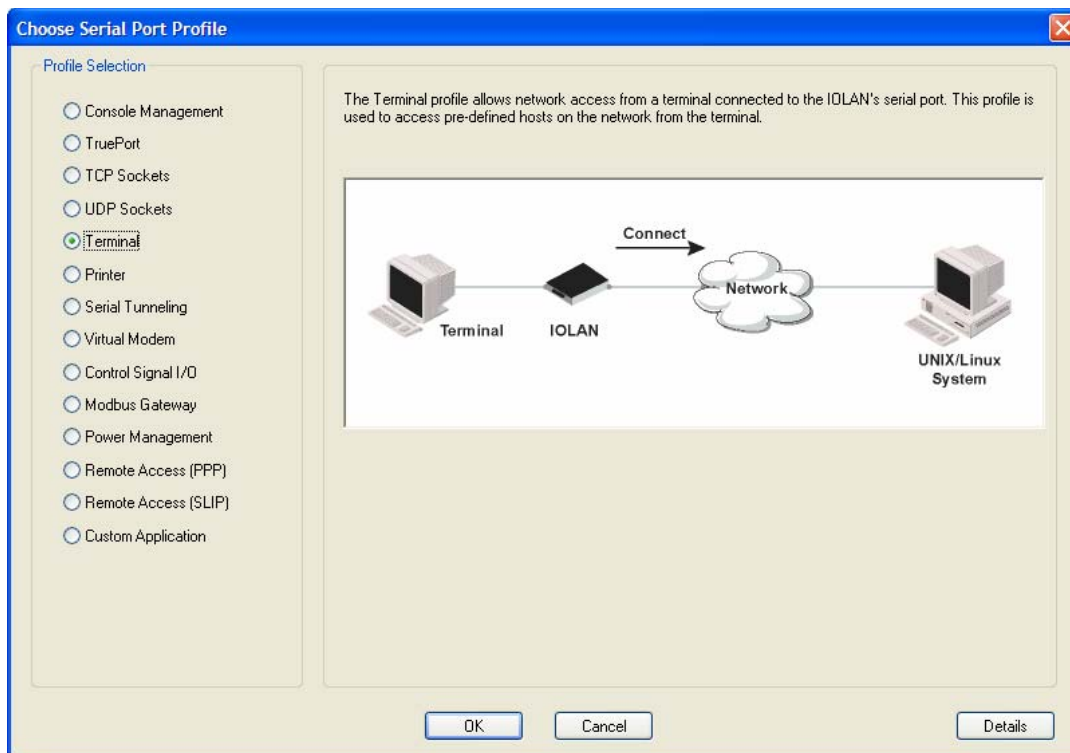 Choose Serial Port Profile
Profile Selection
Console Management
TruePort
TCP Sockets
UDP Sockets
Terminal
Printer
Serial Tunneling
Virtual Modem
Control Signal I/O
Modbus Gateway
Power Management
Remote Access (PPP)
Remote Access (SLIP)
Custom Application
The Terminal profile allows network access from a terminal connected to the IOLAN's serial port. This profile is
used to access pre-defined hosts on the network from the terminal.
Connect
Network
Terminal
IOLAN
UNIX/Linux
System
OK
Cancel
Details